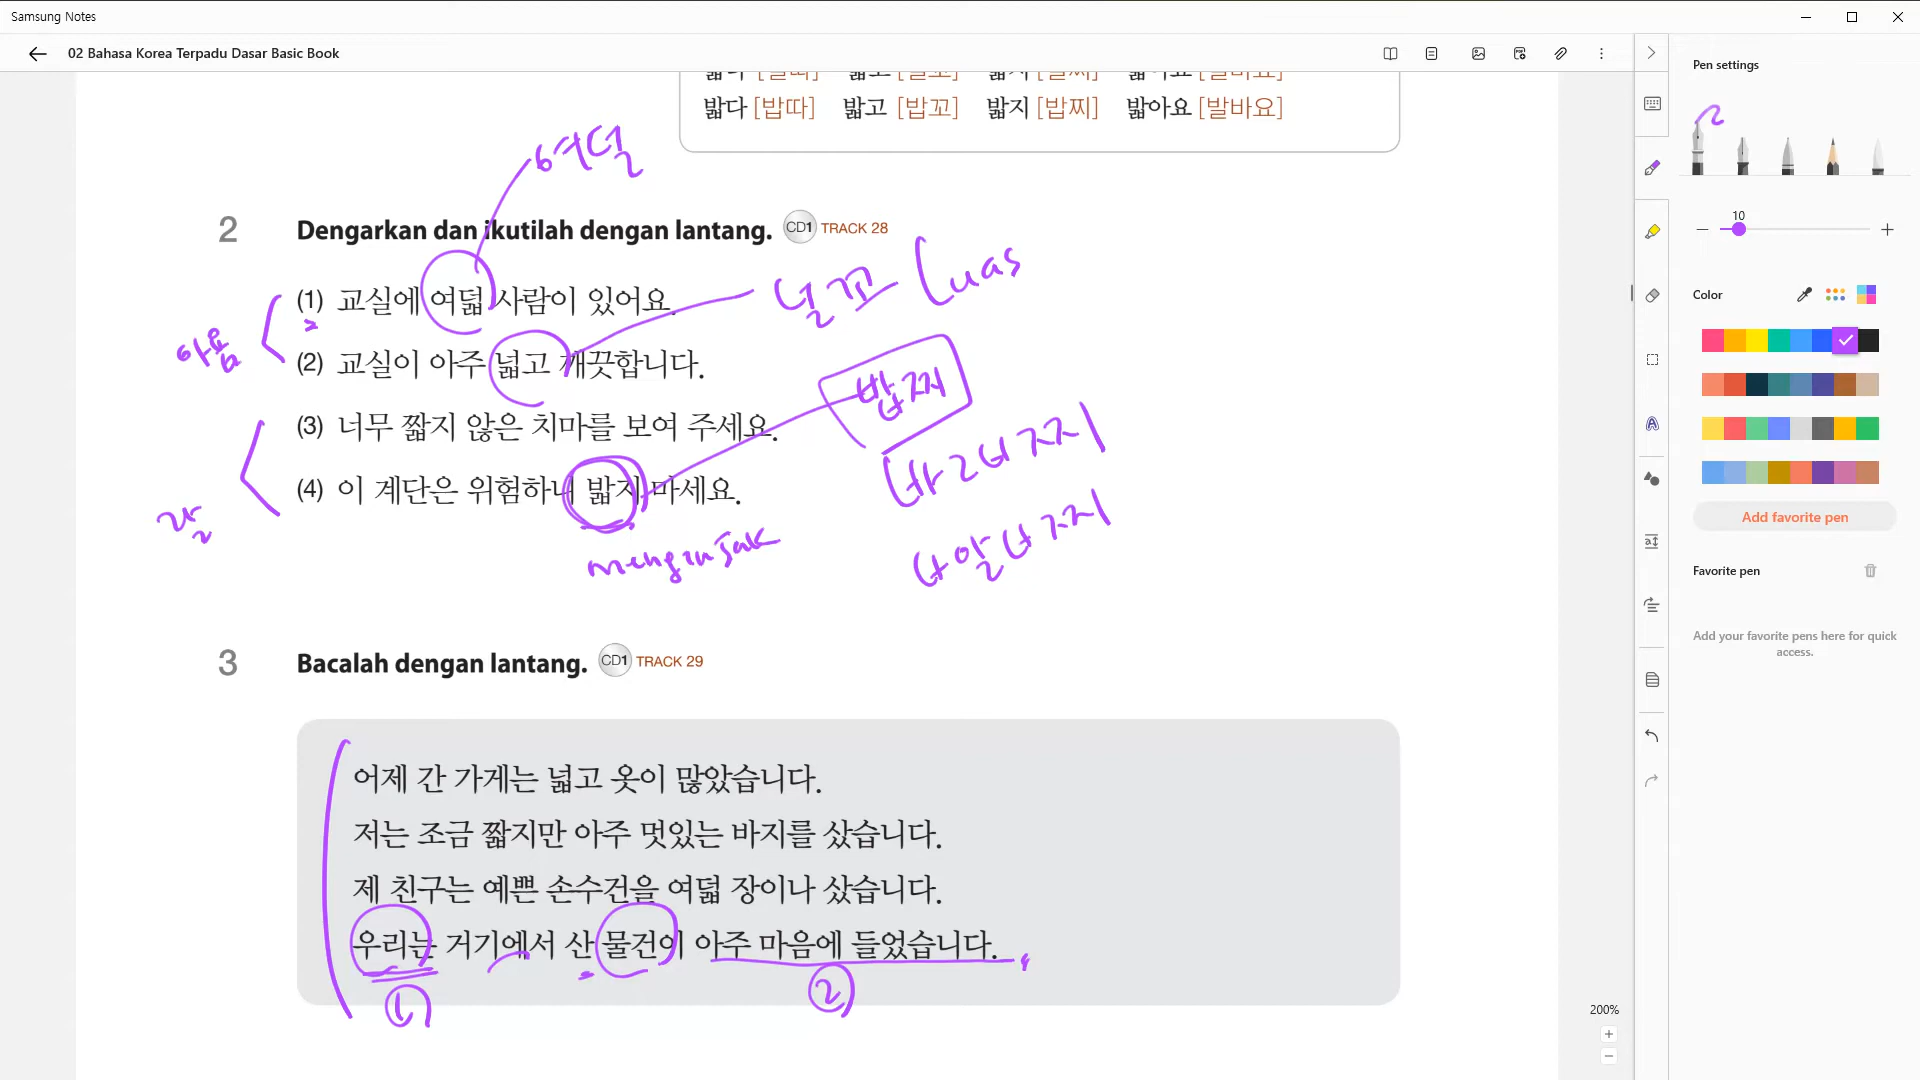 Samsung Notes
02 Bahasa Korea Terpadu Dasar Basic Book
밟다 [밥따] 밟고 [밥꼬] 밟지 [밥찌] 밟아요 [발바요]
여덜
2 Dengarkan dan ikutilah dengan lantang. CD1 TRACK 28
(1) 교실에 여덟 사람이 있어요.
널꼬 (Luas
(2) 교실이 아주 넓고 깨끗합니다.
밥찌
(3) 너무 짧지 않은 치마를 보여 주세요.
(4) 이 계단은 위험하니 밟지 마세요.
menginjak
3 Bacalah dengan lantang. CD1 TRACK 29
어제 간 가게는 넓고 옷이 많았습니다.
저는 조금 짧지만 아주 멋있는 바지를 샀습니다.
제 친구는 예쁜 손수건을 여덟 장이나 샀습니다.
우리는 거기에서 산 물건이 아주 마음에 들었습니다.
1 2
200%
Pen settings
10
Color
Add favorite pen
Favorite pen
Add your favorite pens here for quick
access.